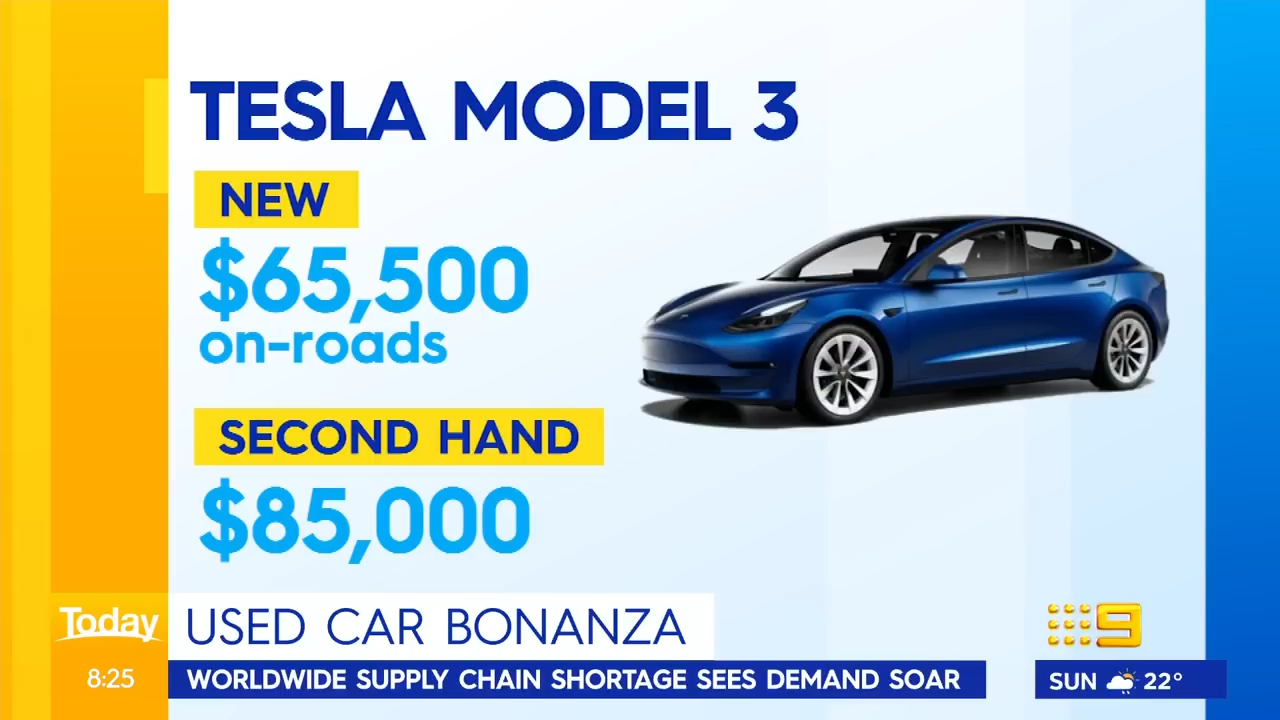 TESLA MODEL 3
NEW
$65,500
on-roads
SECOND HAND
$85,000
Today
USED CAR BONANZA
9
8:25
WORLDWIDE SUPPLY CHAIN SHORTAGE SEES DEMAND SOAR
SUN 22°